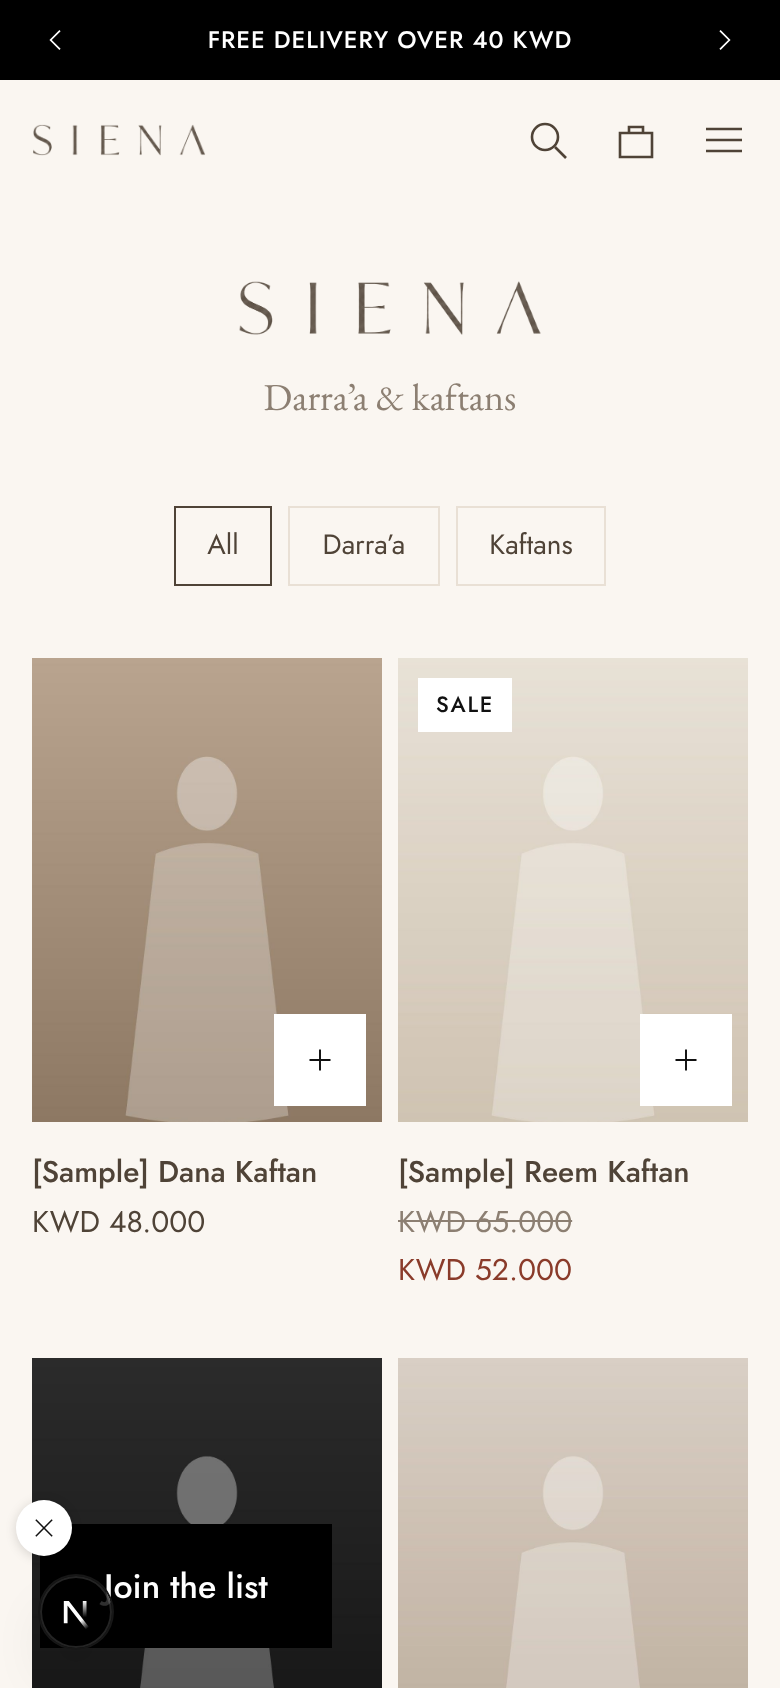 FREE DELIVERY OVER 40 KWD
SIENA
SIENA
Darra’a & kaftans
All
Darra’a
Kaftans
SALE
[Sample] Dana Kaftan
KWD 48.000
[Sample] Reem Kaftan
KWD 65.000
KWD 52.000
Join the list
N